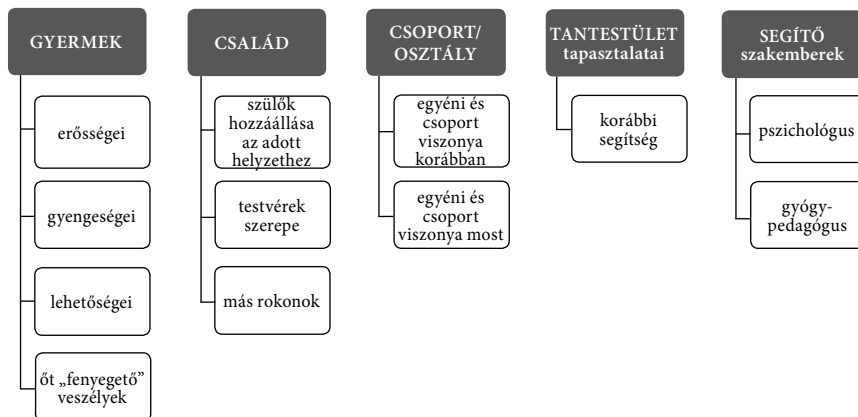 GYERMEK
erősségei
gyengeségei
lehetőségei
őt „fenyegető”
veszélyek
CSALÁD
szülők
hozzáállása
az adott
helyzethez
testvérek
szerepe
más rokonok
CSOPORT/
OSZTÁLY
egyéni és
csoport
viszonya
korábban
egyéni és
csoport
viszonya most
TANTESTÜLET
tapasztalatai
korábbi
segítség
SEGÍTŐ
szakemberek
pszichológus
gyógy-
pedagógus